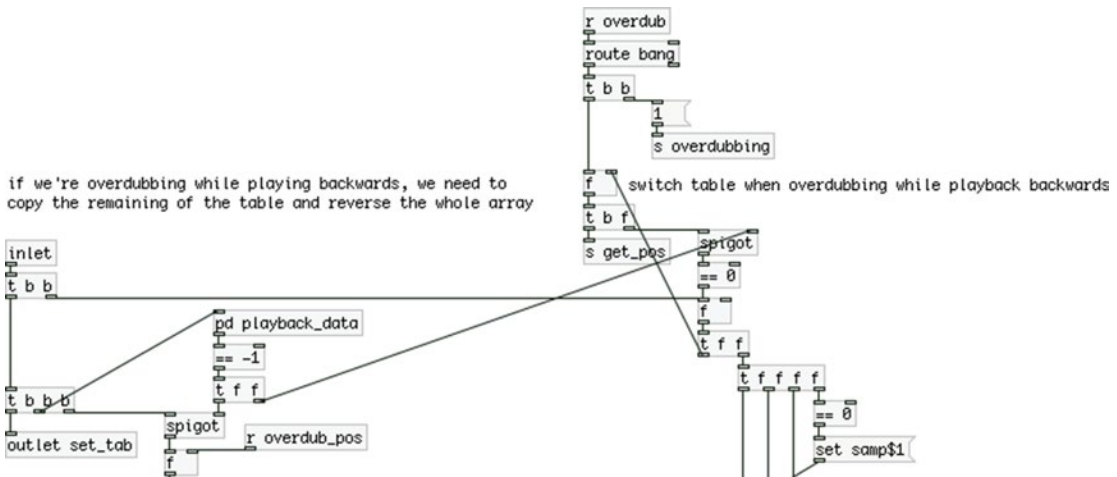 r overdub
route bang
t b b
1
s overdubbing
if we're overdubbing while playing backwards, we need to
copy the remaining of the table and reverse the whole array
f
switch table when overdubbing while playback backwards
t b f
s get_pos
spigot
inlet
== 0
t b b
f
pd playback_data
t f f
== -1
t f f f f
t f f
t b b b
== 0
spigot
outlet set_tab
r overdub_pos
set samp$1
f